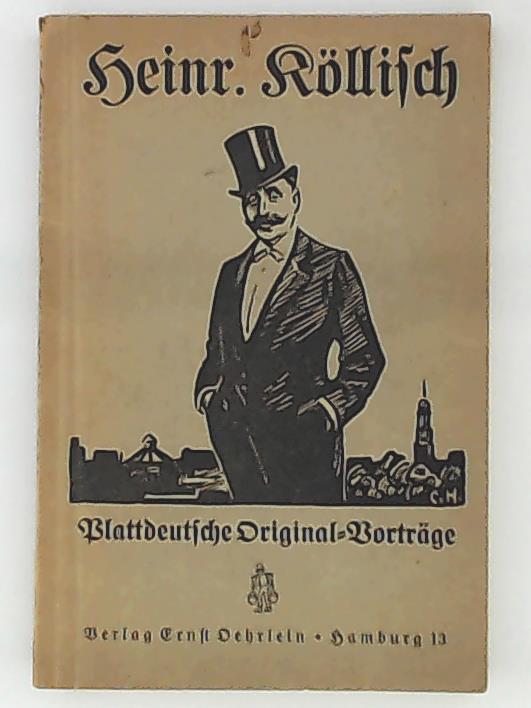 Heinr. Köllisch
C. H
Plattdeutsche Original-Vorträge
Verlag Ernst Oehrlein • Hamburg 13